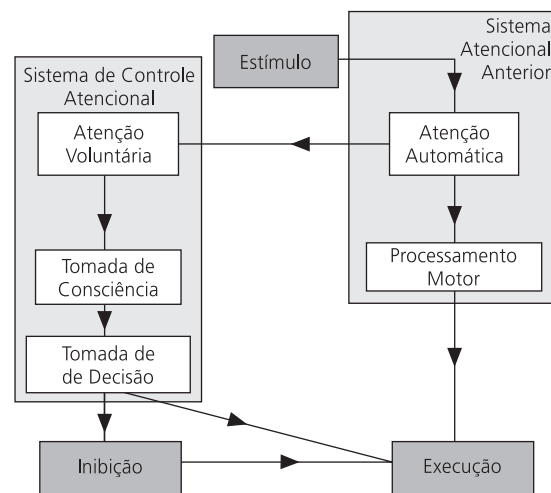 Sistema
Atencional
Anterior
Estímulo
Sistema de Controle
Atencional
Atenção
Voluntária
Atenção
Automática
Tomada de
Consciência
Processamento
Motor
Tomada de
de Decisão
Inibição
Execução